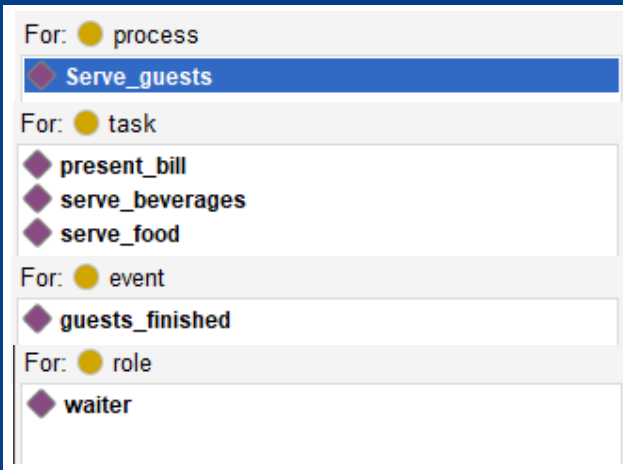 For: process
Serve_guests
For: task
present_bill
serve_beverages
serve_food
For: event
guests_finished
For: role
waiter